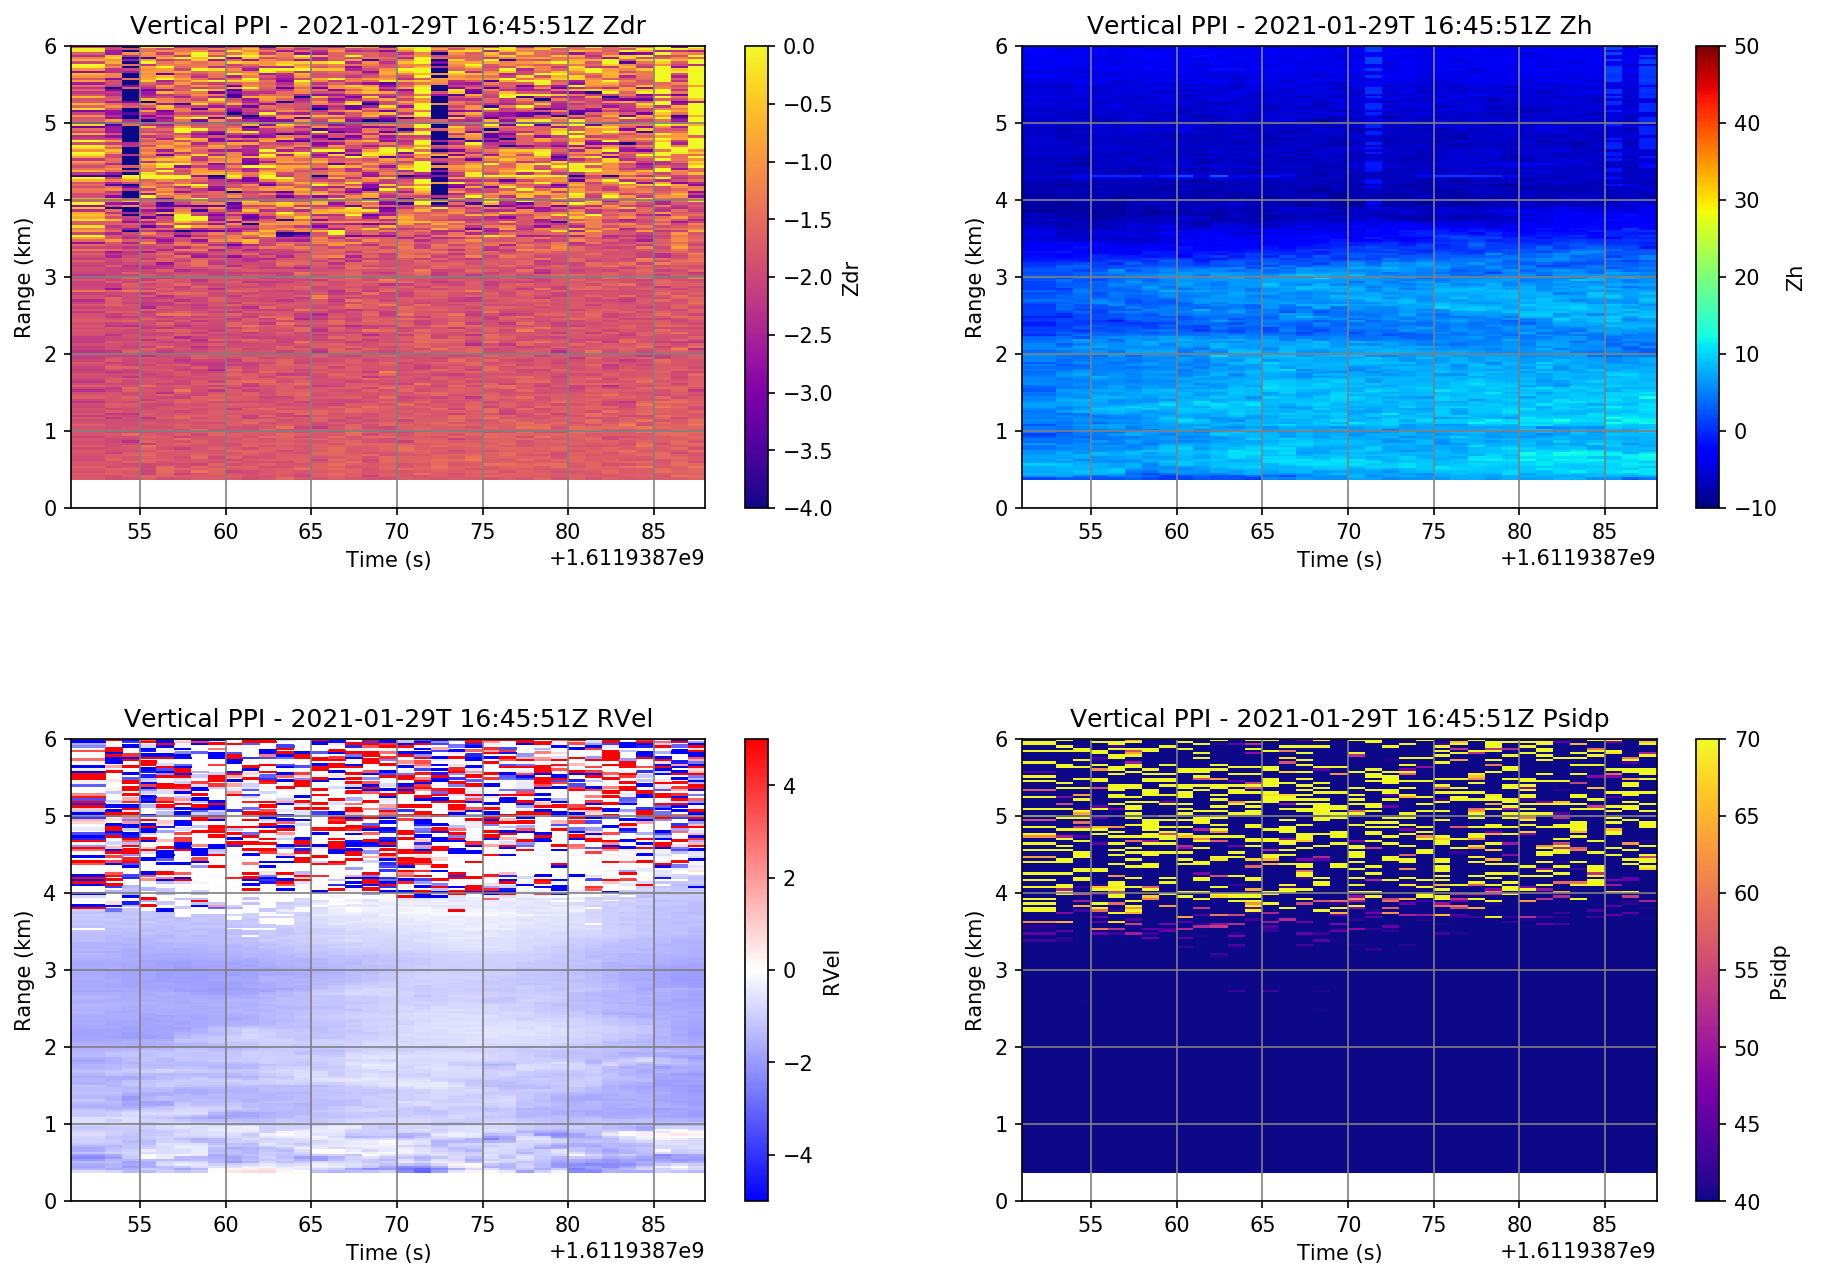 Vertical PPI - 2021-01-29T 16:45:51Z Zdr
6
5
4
3
2
1
0
Range (km)
55 60 65 70 75 80 85
Time (s)
+1.6119387e9
0.0
−0.5
−1.0
−1.5
−2.0
−2.5
−3.0
−3.5
−4.0
Zdr
Vertical PPI - 2021-01-29T 16:45:51Z Zh
6
5
4
3
2
1
0
Range (km)
55 60 65 70 75 80 85
Time (s)
+1.6119387e9
50
40
30
20
10
0
−10
Zh
Vertical PPI - 2021-01-29T 16:45:51Z RVel
6
5
4
3
2
1
0
Range (km)
55 60 65 70 75 80 85
Time (s)
+1.6119387e9
4
2
0
−2
−4
RVel
Vertical PPI - 2021-01-29T 16:45:51Z Psidp
6
5
4
3
2
1
0
Range (km)
55 60 65 70 75 80 85
Time (s)
+1.6119387e9
70
65
60
55
50
45
40
Psidp